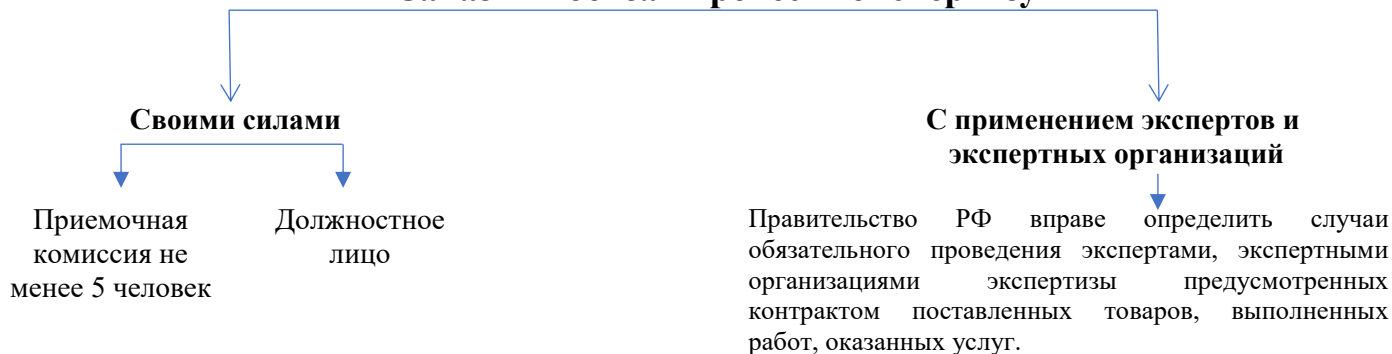 Своими силами
С применением экспертов и
экспертных организаций
Приемочная
комиссия не
менее 5 человек
Должностное
лицо
Правительство РФ вправе определить случаи
обязательного проведения экспертами, экспертными
организациями экспертизы предусмотренных
контрактом поставленных товаров, выполненных
работ, оказанных услуг.